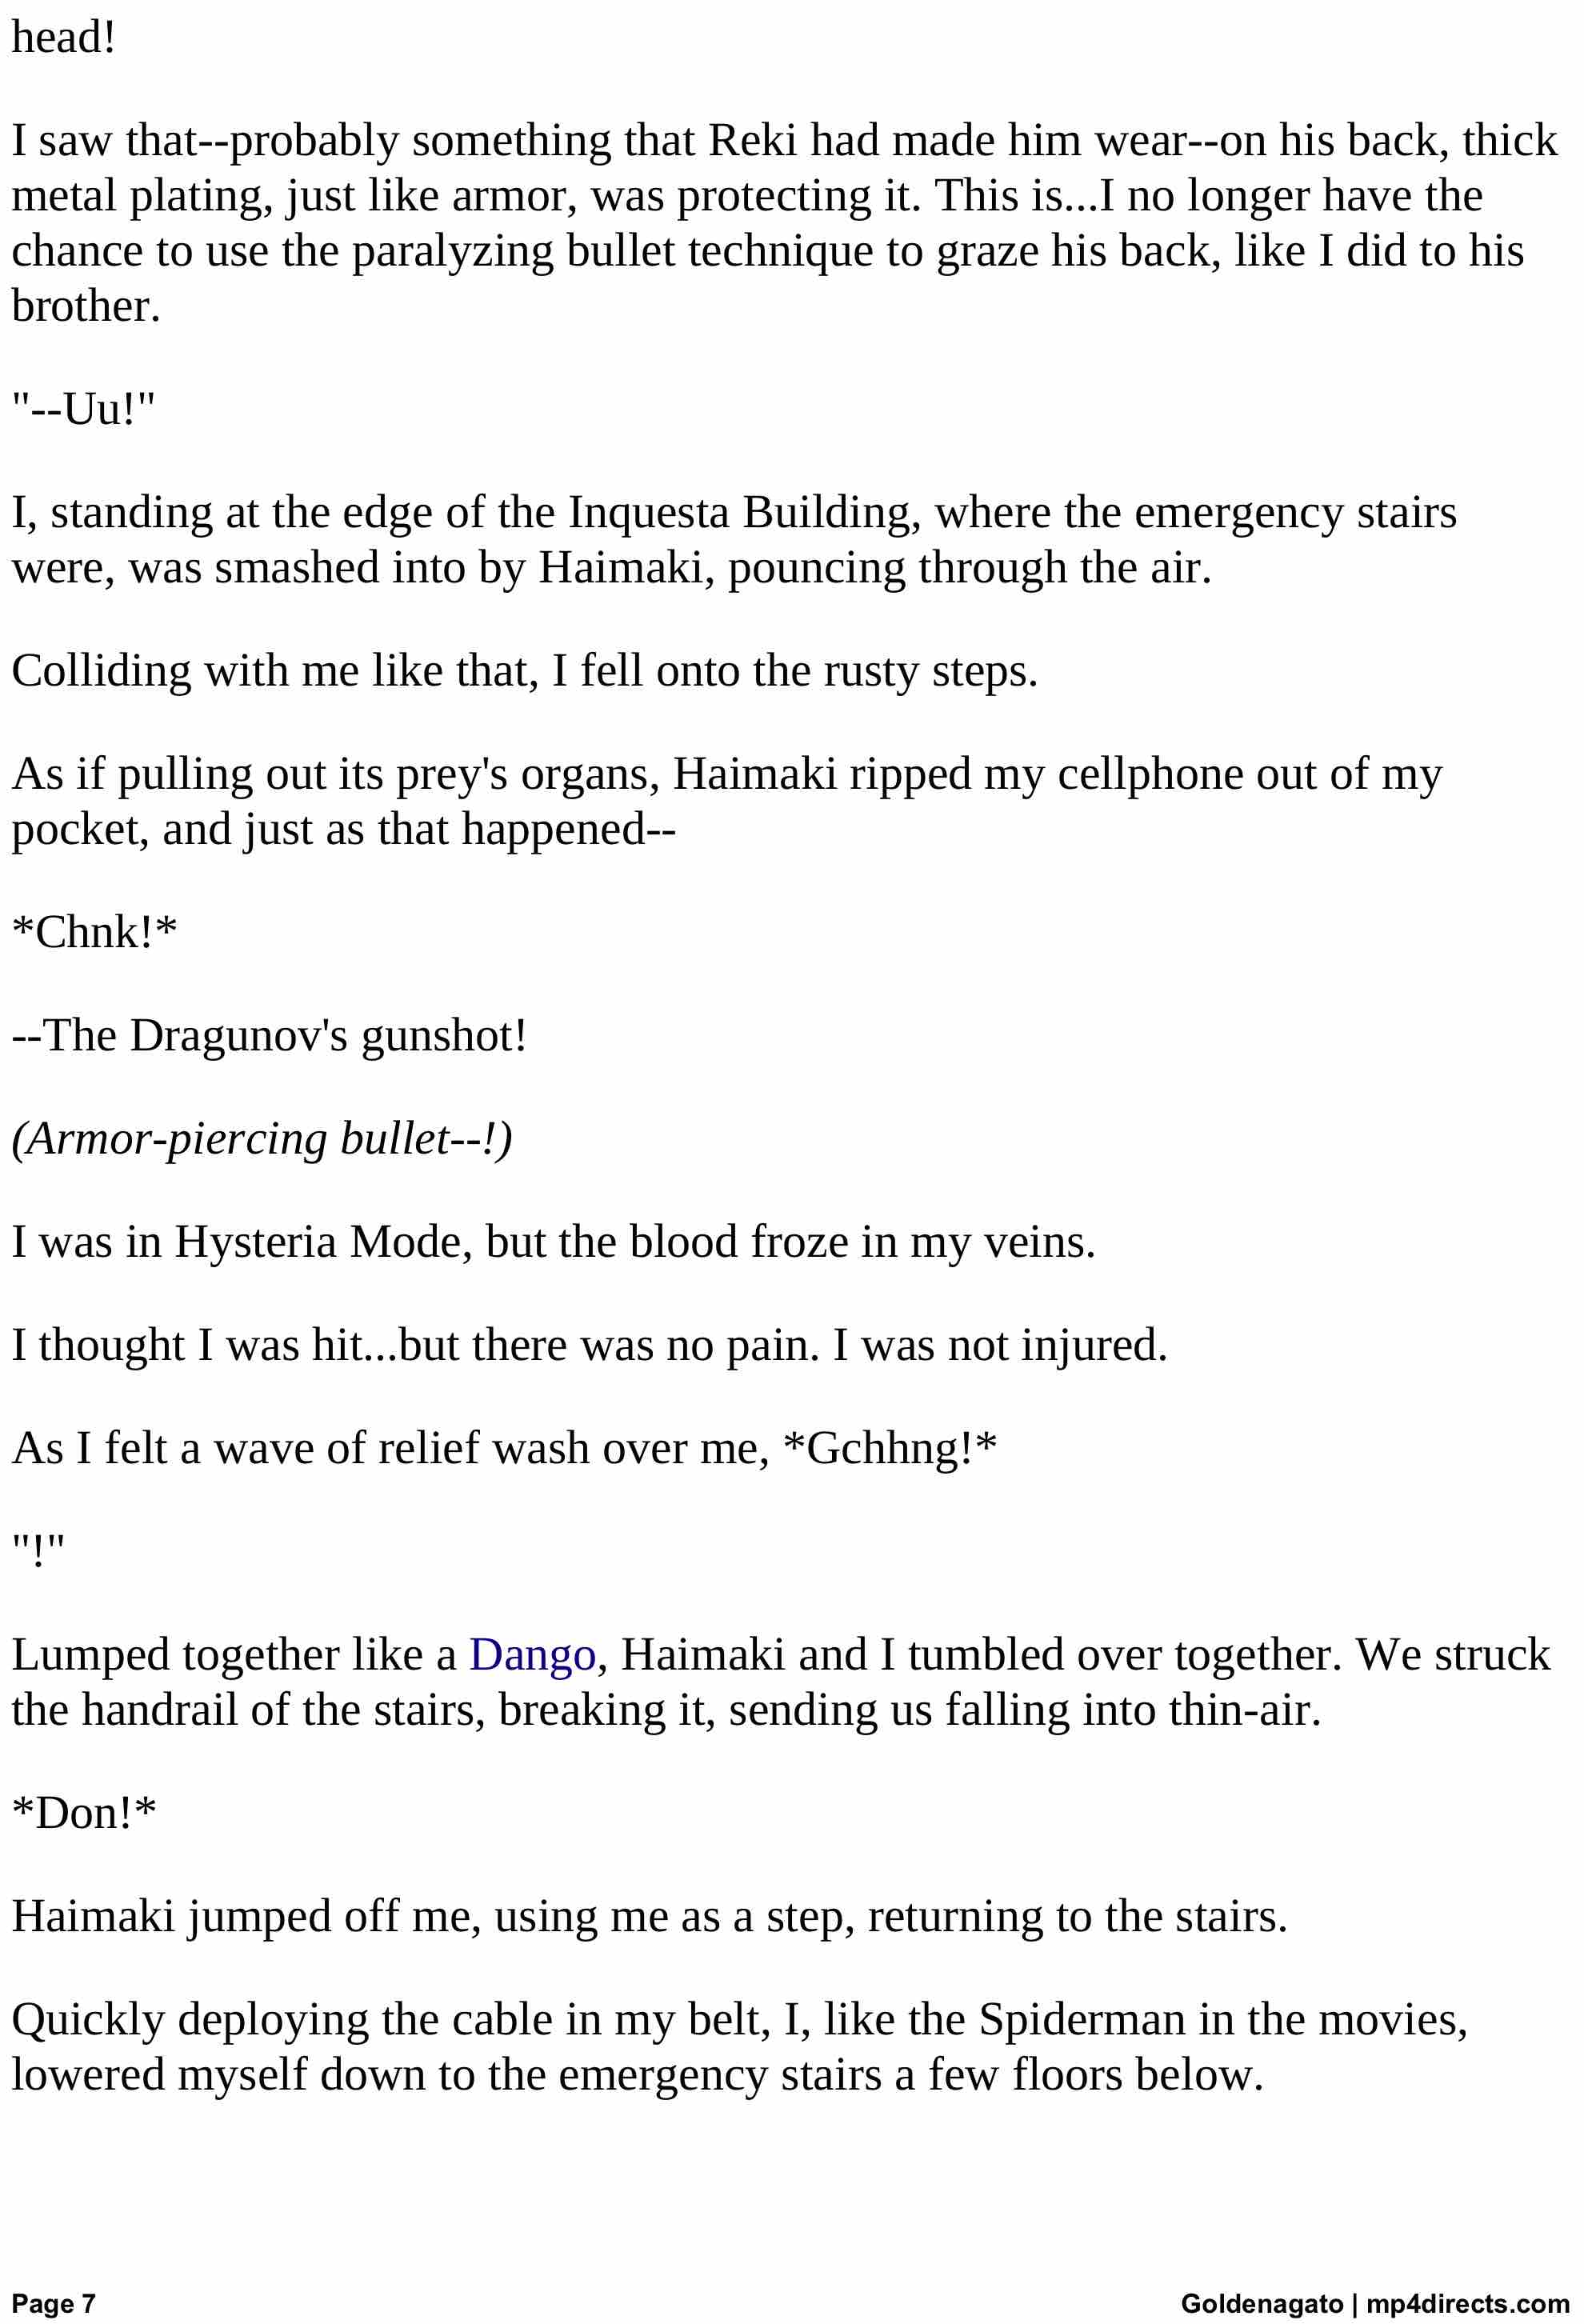 head!
I saw that--probably something that Reki had made him wear--on his back, thick
metal plating, just like armor, was protecting it. This is...I no longer have the
chance to use the paralyzing bullet technique to graze his back, like I did to his
brother.
"--Uu!"
I, standing at the edge of the Inquesta Building, where the emergency stairs
were, was smashed into by Haimaki, pouncing through the air.
Colliding with me like that, I fell onto the rusty steps.
As if pulling out its prey's organs, Haimaki ripped my cellphone out of my
pocket, and just as that happened--
*Chnk!*
--The Dragunov's gunshot!
(Armor-piercing bullet--!)
I was in Hysteria Mode, but the blood froze in my veins.
I thought I was hit...but there was no pain. I was not injured.
As I felt a wave of relief wash over me, *Gchhng!*
"!"
Lumped together like a Dango, Haimaki and I tumbled over together. We struck
the handrail of the stairs, breaking it, sending us falling into thin-air.
*Don!*
Haimaki jumped off me, using me as a step, returning to the stairs.
Quickly deploying the cable in my belt, I, like the Spiderman in the movies,
lowered myself down to the emergency stairs a few floors below.
Page 7
Goldenagato | mp4directs.com